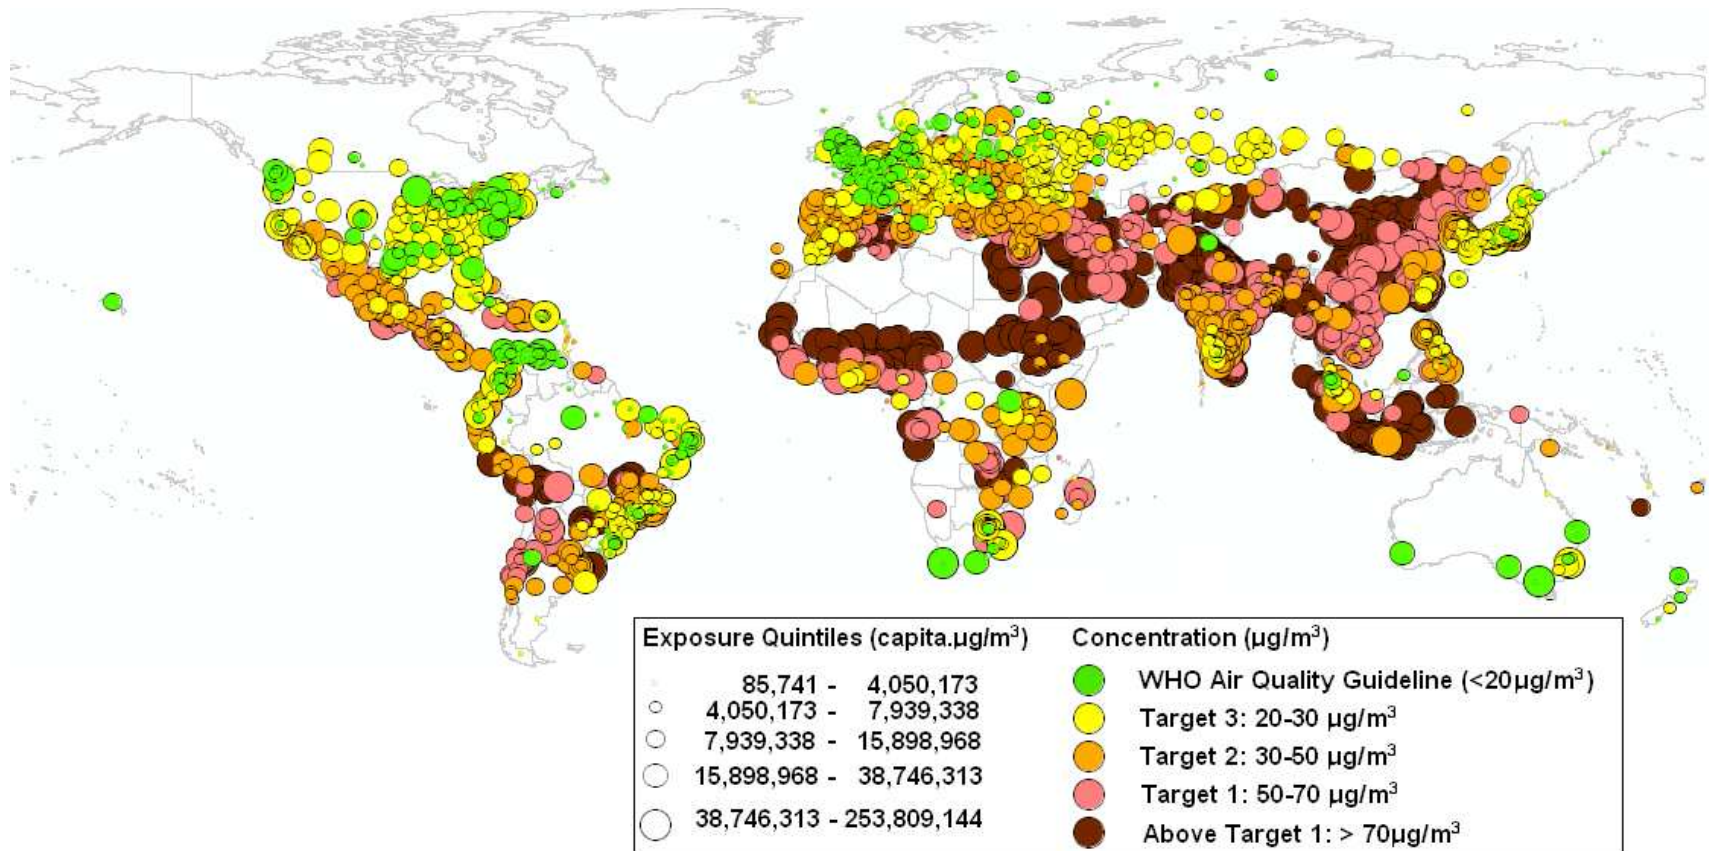 Exposure Quintiles (capita.µg/m³)
85,741 - 4,050,173
4,050,173 - 7,939,338
7,939,338 - 15,898,968
15,898,968 - 38,746,313
38,746,313 - 253,809,144
Concentration (µg/m³)
WHO Air Quality Guideline (<20µg/m³)
Target 3: 20-30 µg/m³
Target 2: 30-50 µg/m³
Target 1: 50-70 µg/m³
Above Target 1: > 70µg/m³